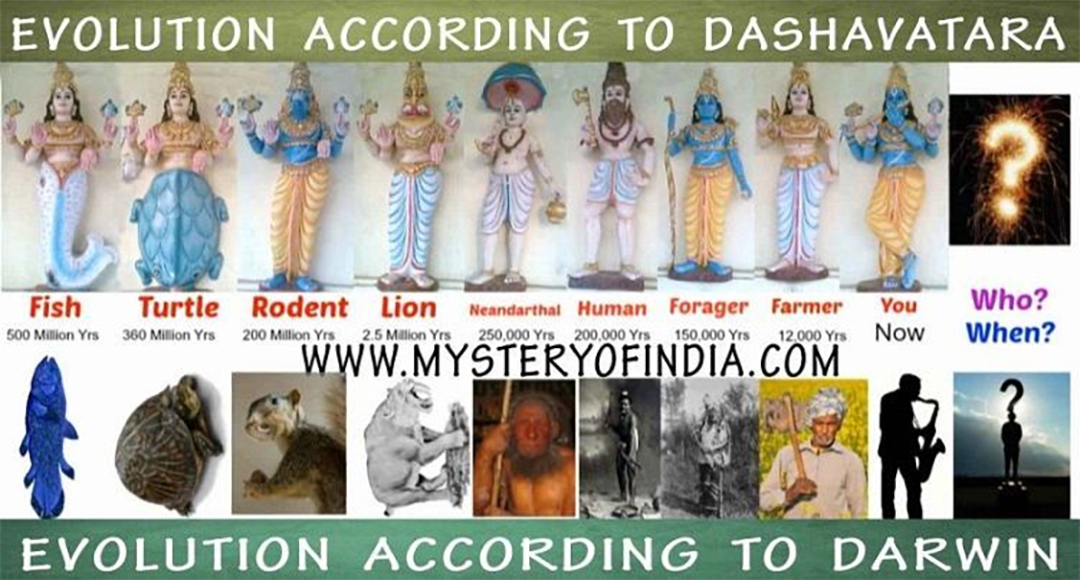 EVOLUTION ACCORDING TO DASHAVATARA
Fish Turtle Rodent Lion Neandarthal Human Forager Farmer You
500 Million Yrs 360 Million Yrs 200 Million Yrs 2.5 Million Yrs 250,000 Yrs 200,000 Yrs 150,000 Yrs 12,000 Yrs Now
?
Who?
When?
WWW.MYSTERYOFINDIA.COM
?
EVOLUTION ACCORDING TO DARWIN